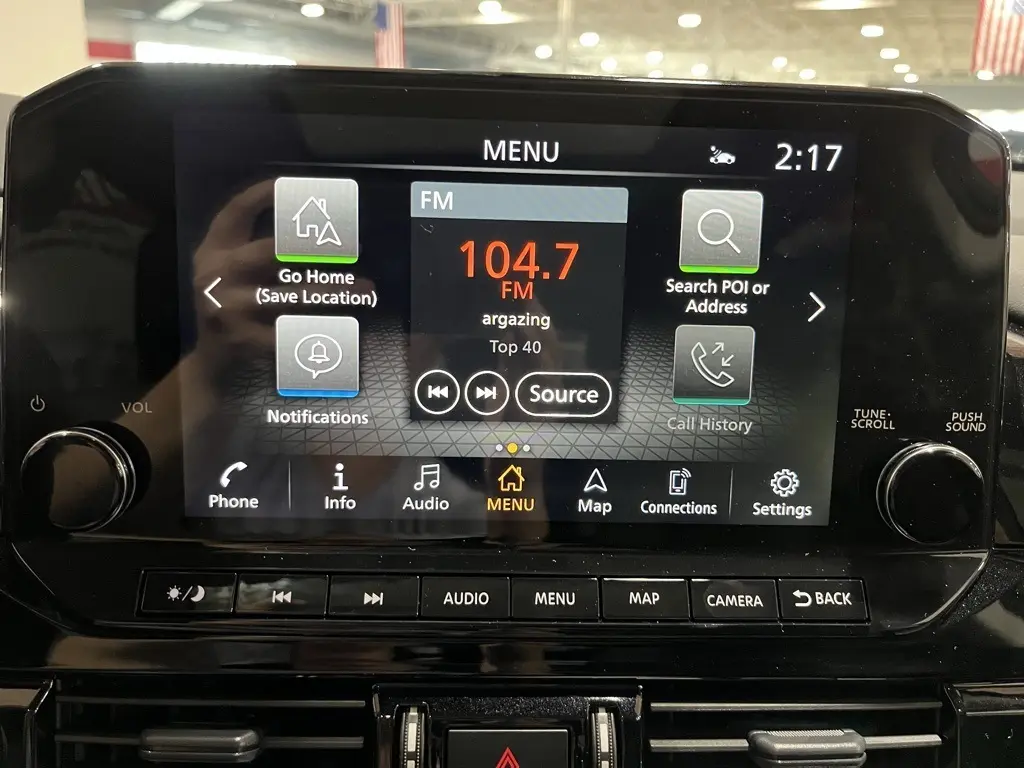 MENU
2:17
FM
104.7
FM
argazing
Top 40
Source
Go Home
(Save Location)
Notifications
Search POI or
Address
Call History
VOL
TUNE·
SCROLL
PUSH
SOUND
Phone
Info
Audio
MENU
Map
Connections
Settings
AUDIO
MENU
MAP
CAMERA
BACK